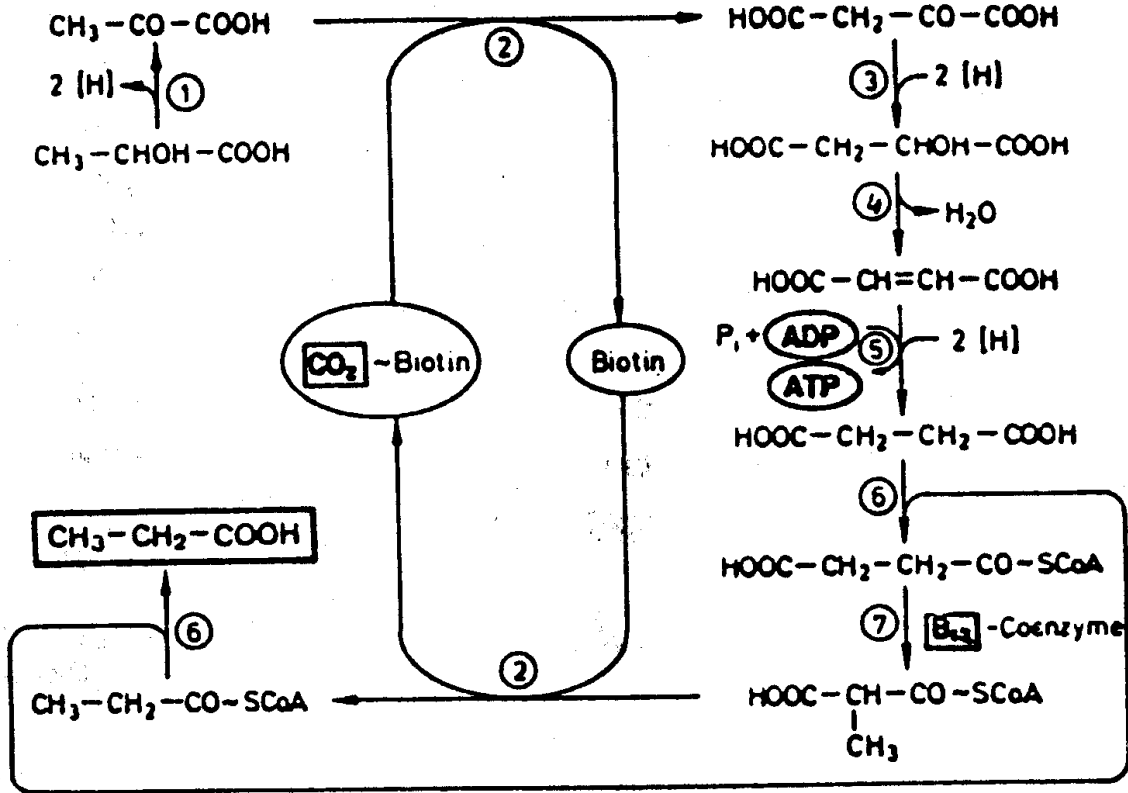 CH₃–CO–COOH
②
HOOC–CH₂–CO–COOH
2 [H]
①
③
2 [H]
CH₃–CHOH–COOH
HOOC–CH₂–CHOH–COOH
④
H₂O
HOOC–CH=CH–COOH
Pᵢ + ADP
⑤
2 [H]
CO₂ ~Biotin
Biotin
ATP
HOOC–CH₂–CH₂–COOH
⑥
CH₃–CH₂–COOH
HOOC–CH₂–CH₂–CO~SCoA
⑥
⑦
B₁₂ -Coenzyme
②
CH₃–CH₂–CO~SCoA
HOOC–CH–CO~SCoA
CH₃